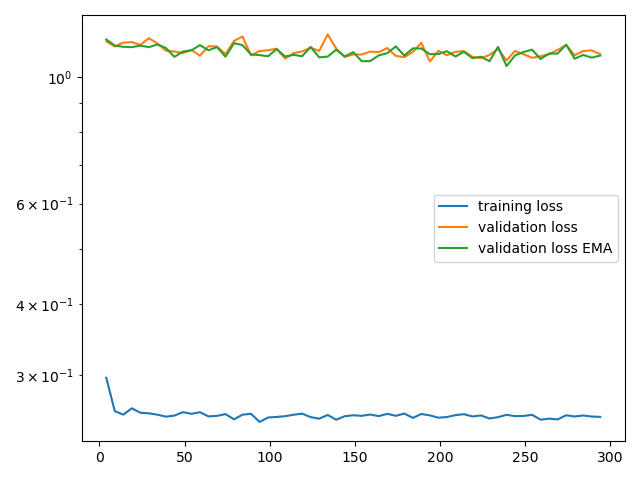 10⁰
6 × 10⁻¹
4 × 10⁻¹
3 × 10⁻¹
training loss
validation loss
validation loss EMA
0 50 100 150 200 250 300